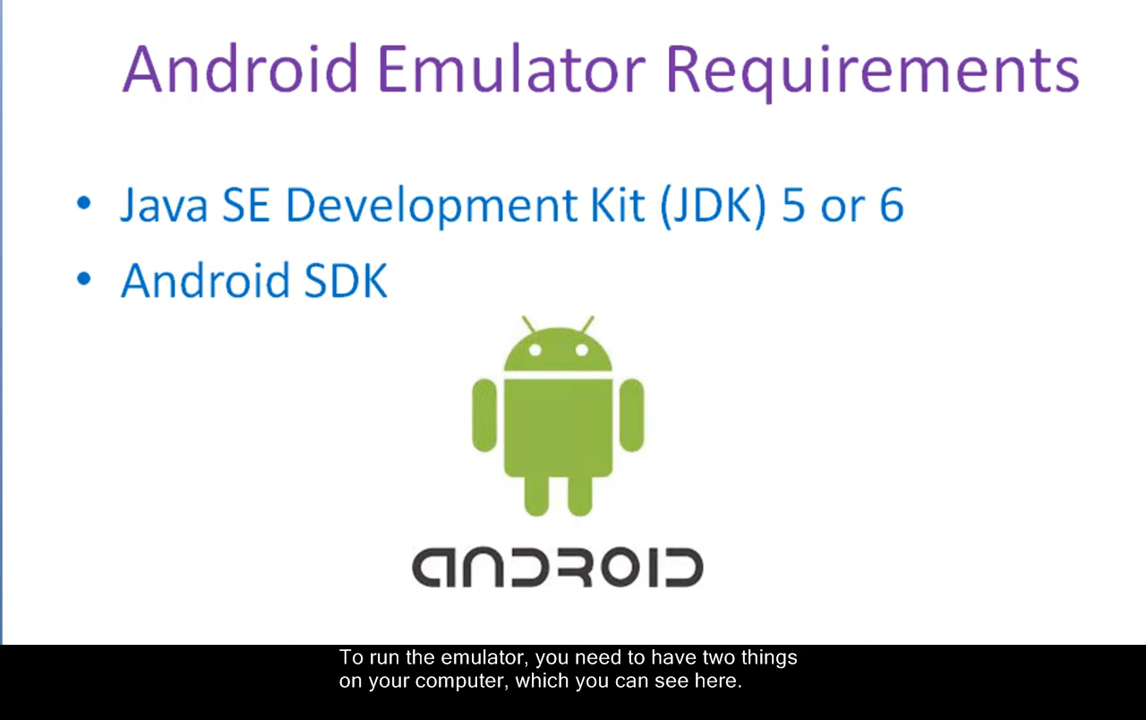 Android Emulator Requirements
• Java SE Development Kit (JDK) 5 or 6
• Android SDK
ANDROID
To run the emulator, you need to have two things
on your computer, which you can see here.